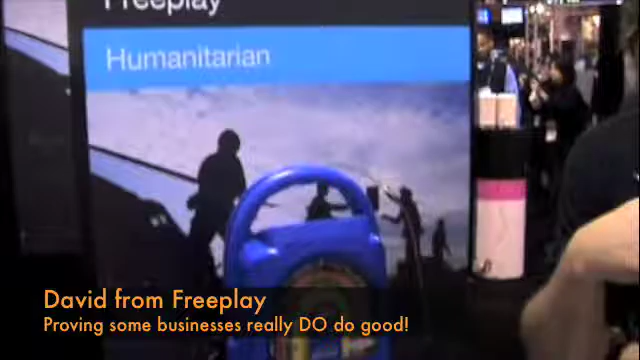 Freeplay
Humanitarian
David from Freeplay
Proving some businesses really DO do good!